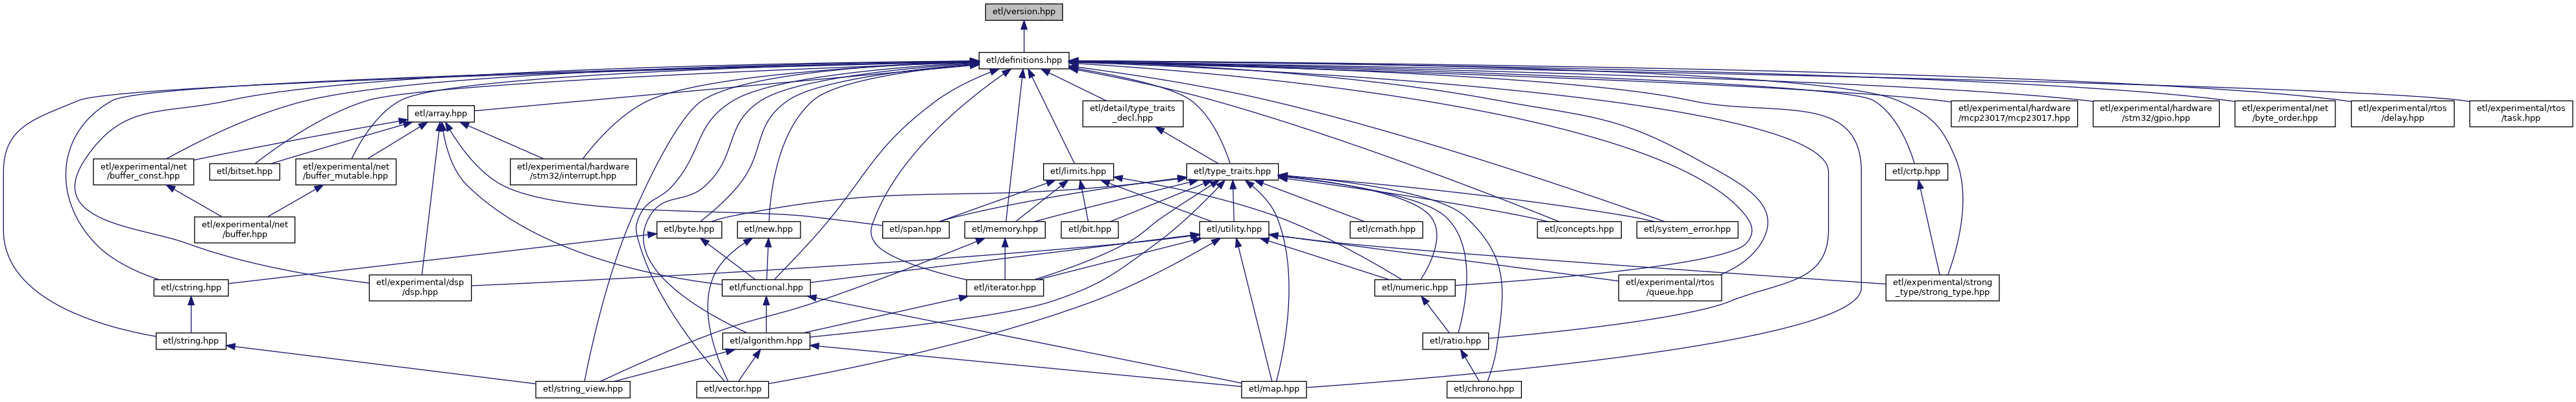 etl/version.hpp
etl/definitions.hpp
etl/array.hpp
etl/detail/type_traits
_decl.hpp
etl/experimental/hardware
/mcp23017/mcp23017.hpp
etl/experimental/hardware
/stm32/gpio.hpp
etl/experimental/net
/byte_order.hpp
etl/experimental/rtos
/delay.hpp
etl/experimental/rtos
/task.hpp
etl/experimental/net
/buffer_const.hpp
etl/bitset.hpp
etl/experimental/net
/buffer_mutable.hpp
etl/experimental/hardware
/stm32/interrupt.hpp
etl/limits.hpp
etl/type_traits.hpp
etl/crtp.hpp
etl/experimental/net
/buffer.hpp
etl/byte.hpp
etl/new.hpp
etl/span.hpp
etl/memory.hpp
etl/bit.hpp
etl/utility.hpp
etl/cmath.hpp
etl/concepts.hpp
etl/system_error.hpp
etl/cstring.hpp
etl/experimental/dsp
/dsp.hpp
etl/functional.hpp
etl/iterator.hpp
etl/numeric.hpp
etl/experimental/rtos
/queue.hpp
etl/experimental/strong
_type/strong_type.hpp
etl/string.hpp
etl/algorithm.hpp
etl/ratio.hpp
etl/string_view.hpp
etl/vector.hpp
etl/map.hpp
etl/chrono.hpp